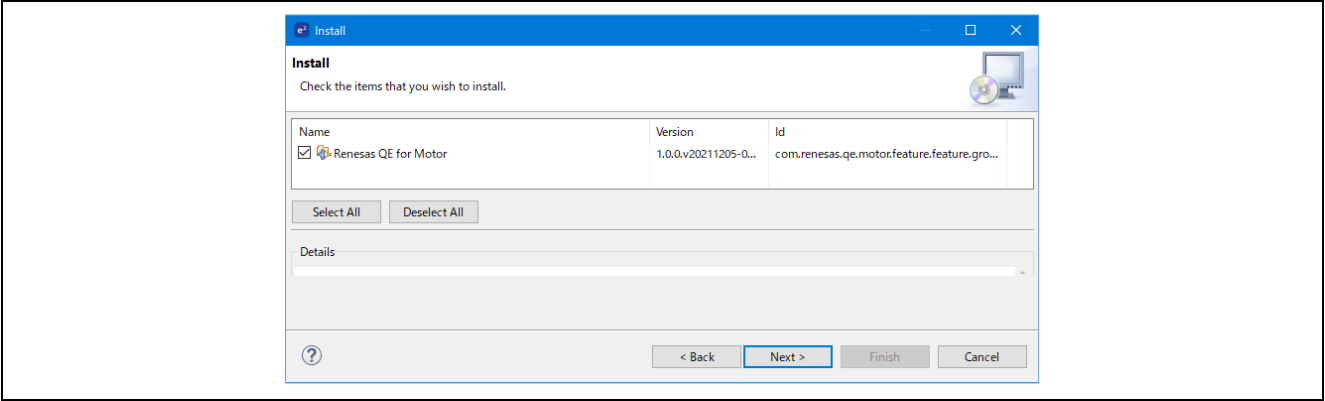 e² Install
Install
Check the items that you wish to install.
Name Version Id
Renesas QE for Motor 1.0.0.v20211205-0... com.renesas.qe.motor.feature.feature.gro...
Select All Deselect All
Details
? < Back Next > Finish Cancel